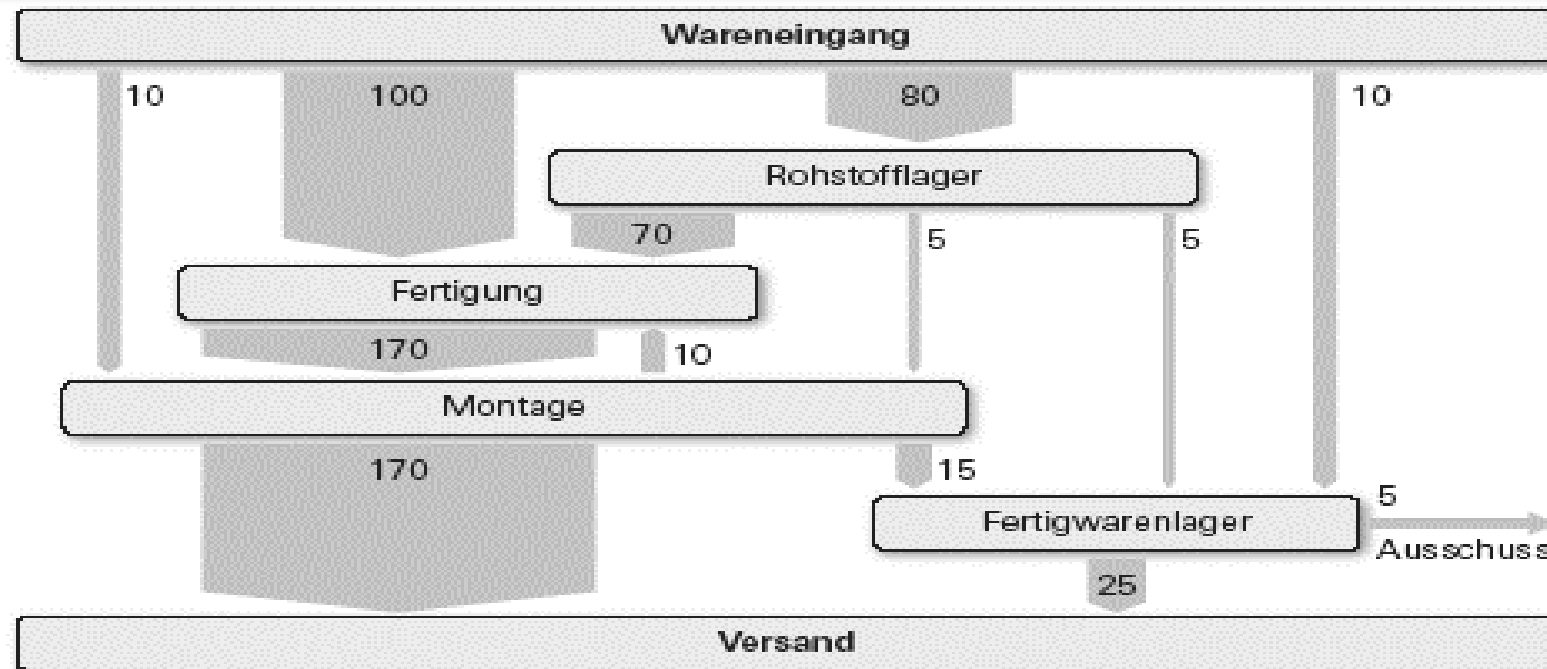 Wareneingang
10 100 80 10
Rohstofflager
70 5 5
Fertigung
170 10
Montage
170 15
5
Fertigwarenlager
Ausschuss
25
Versand